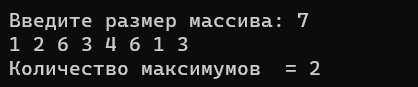 Введите размер массива: 7
1 2 6 3 4 6 1 3
Количество максимумов  = 2